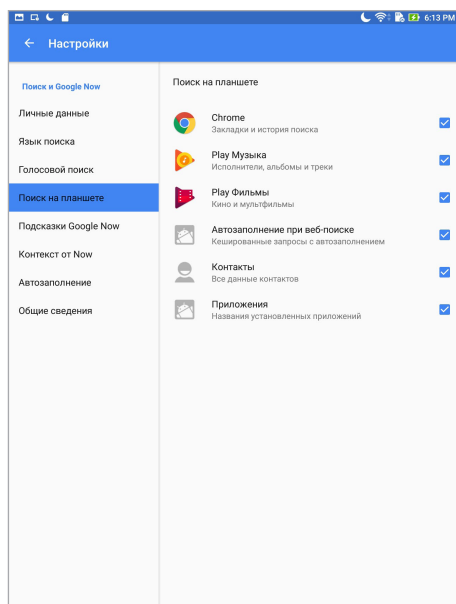 6:13 PM
Настройки
Поиск и Google Now
Личные данные
Язык поиска
Голосовой поиск
Поиск на планшете
Подсказки Google Now
Контекст от Now
Автозаполнение
Общие сведения
Поиск на планшете
Chrome
Закладки и история поиска
Play Музыка
Исполнители, альбомы и треки
Play Фильмы
Кино и мультфильмы
Автозаполнение при веб-поиске
Кешированные запросы с автозаполнением
Контакты
Все данные контактов
Приложения
Названия установленных приложений